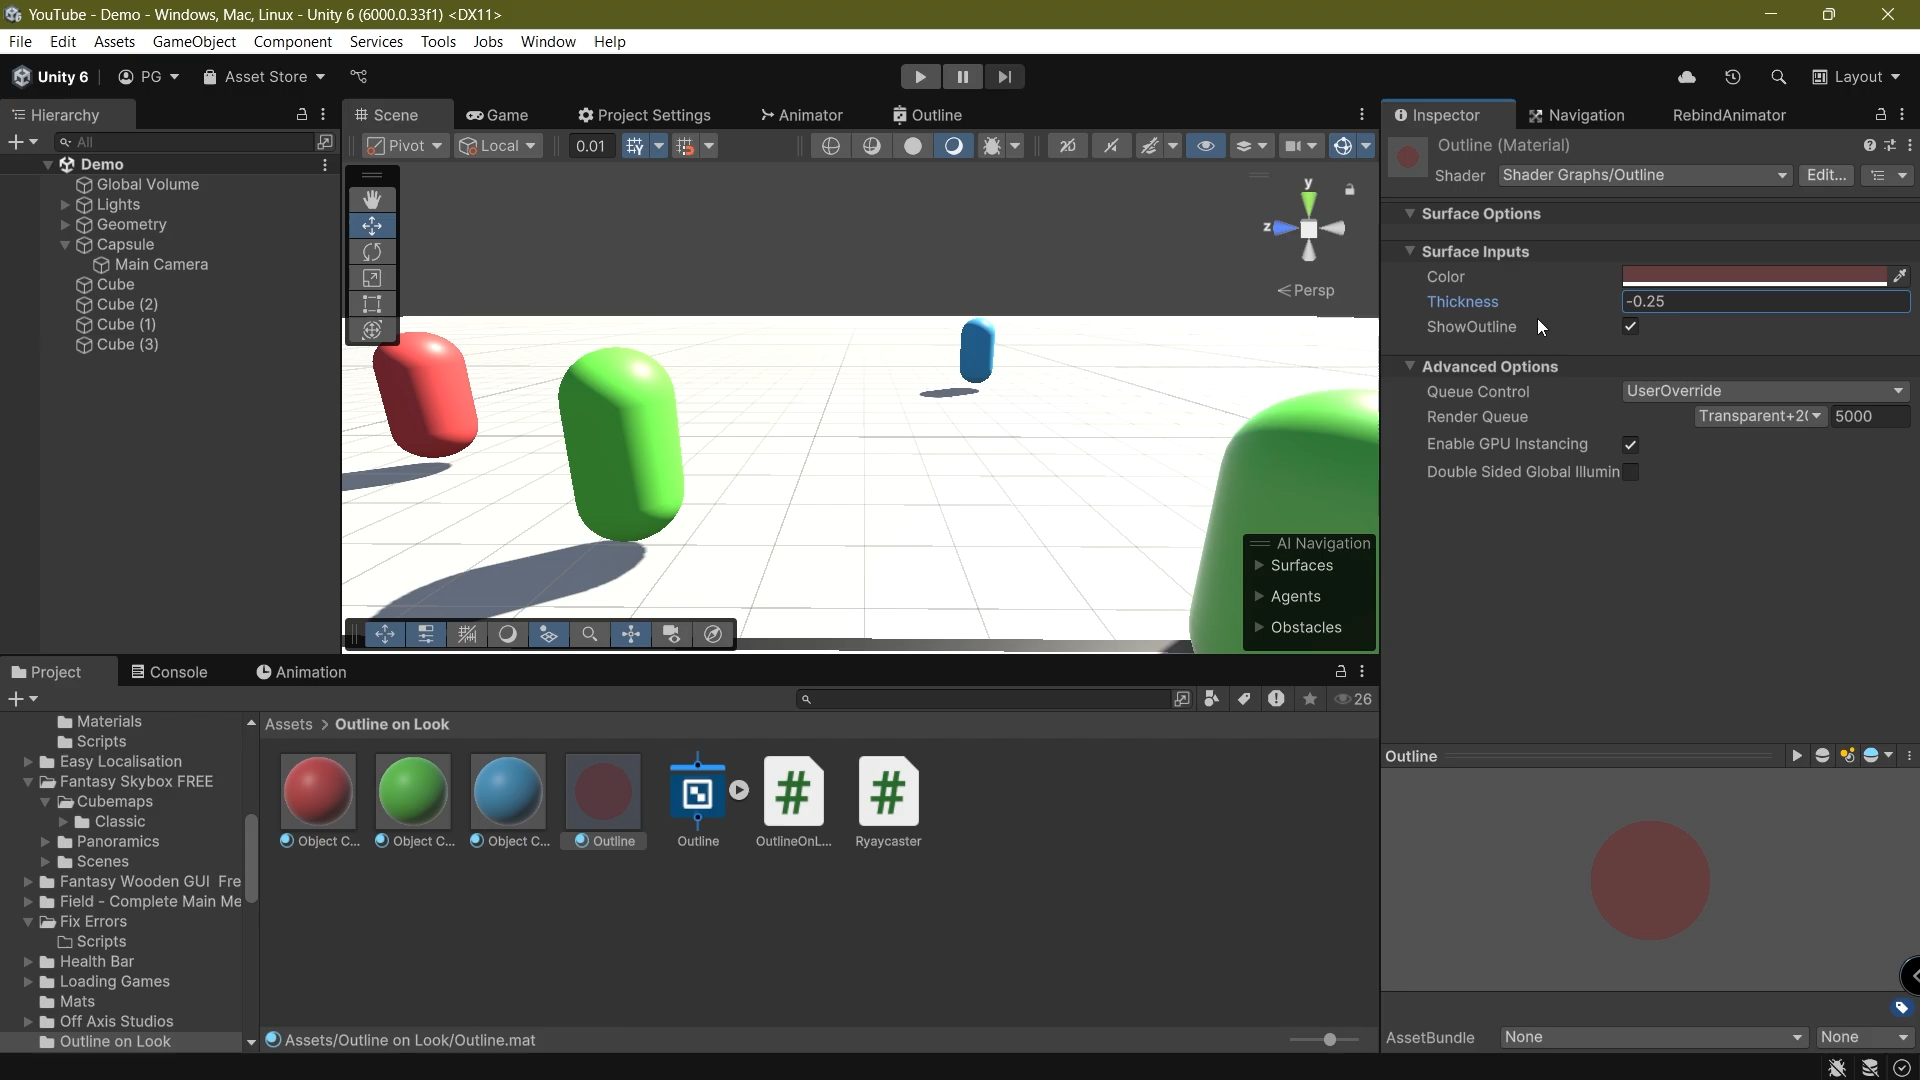 YouTube - Demo - Windows, Mac, Linux - Unity 6 (6000.0.33f1) <DX11>
File Edit Assets GameObject Component Services Tools Jobs Window Help
Unity 6 PG Asset Store Layout
Hierarchy Scene Game Project Settings Animator Outline Inspector Navigation RebindAnimator
All Pivot Local 0.01 2D
Outline (Material)
Shader Shader Graphs/Outline Edit...
Demo
Global Volume
Lights
Geometry
Capsule
Main Camera
Cube
Cube (2)
Cube (1)
Cube (3)
y
z
Persp
AI Navigation
Surfaces
Agents
Obstacles
Surface Options
Surface Inputs
Color
Thickness -0.25
ShowOutline
Advanced Options
Queue Control UserOverride
Render Queue Transparent+2( 5000
Enable GPU Instancing
Double Sided Global Illumin
Project Console Animation
26
Materials
Scripts
Easy Localisation
Fantasy Skybox FREE
Cubemaps
Classic
Panoramics
Scenes
Fantasy Wooden GUI Fre
Field - Complete Main Me
Fix Errors
Scripts
Health Bar
Loading Games
Mats
Off Axis Studios
Outline on Look
Assets > Outline on Look
Object C... Object C... Object C... Outline Outline OutlineOnL... Ryaycaster
Assets/Outline on Look/Outline.mat
Outline
AssetBundle None None